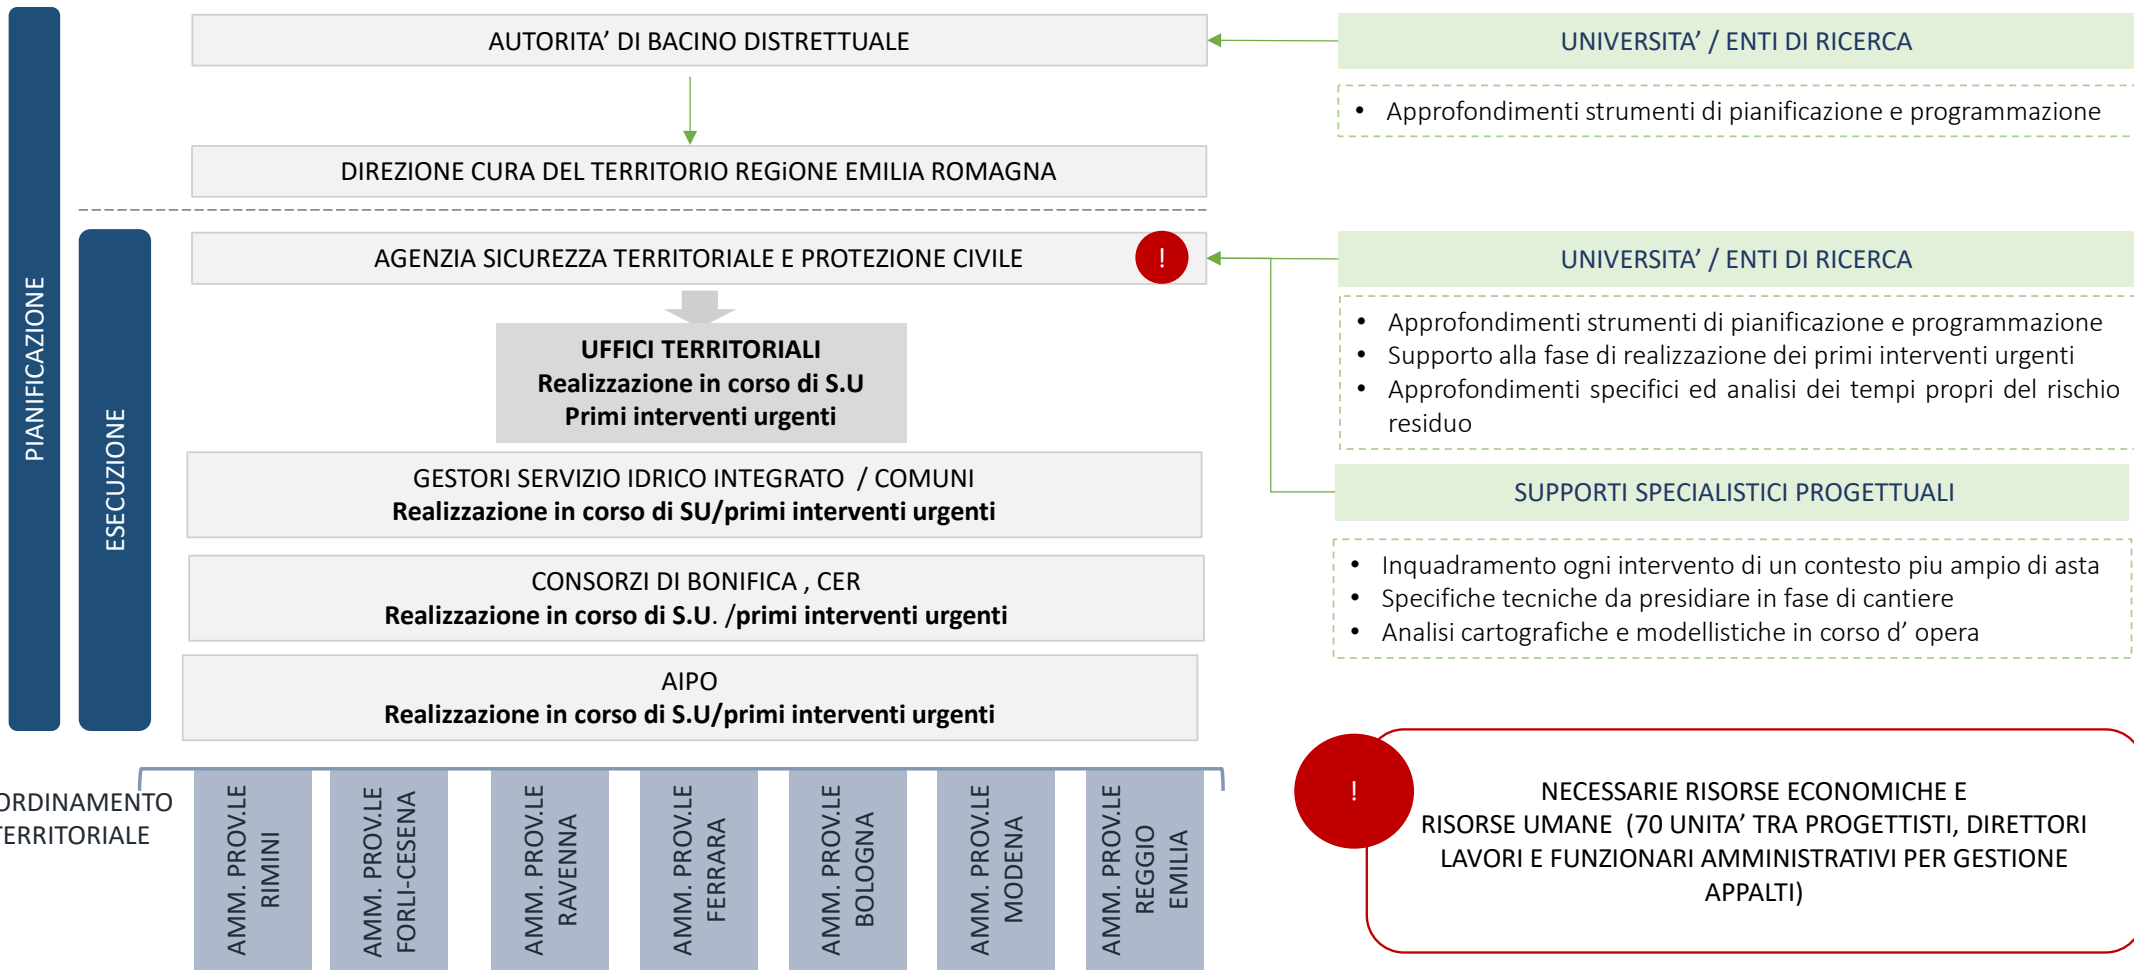 PIANIFICAZIONE
ESECUZIONE
AUTORITA’ DI BACINO DISTRETTUALE
DIREZIONE CURA DEL TERRITORIO REGiONE EMILIA ROMAGNA
AGENZIA SICUREZZA TERRITORIALE E PROTEZIONE CIVILE
!
UFFICI TERRITORIALI
Realizzazione in corso di S.U
Primi interventi urgenti
GESTORI SERVIZIO IDRICO INTEGRATO / COMUNI
Realizzazione in corso di SU/primi interventi urgenti
CONSORZI DI BONIFICA , CER
Realizzazione in corso di S.U. /primi interventi urgenti
AIPO
Realizzazione in corso di S.U/primi interventi urgenti
ORDINAMENTO
TERRITORIALE
AMM. PROV.LE
RIMINI
AMM. PROV.LE
FORLI-CESENA
AMM. PROV.LE
RAVENNA
AMM. PROV.LE
FERRARA
AMM. PROV.LE
BOLOGNA
AMM. PROV.LE
MODENA
AMM. PROV.LE
REGGIO
EMILIA
UNIVERSITA’ / ENTI DI RICERCA
• Approfondimenti strumenti di pianificazione e programmazione
UNIVERSITA’ / ENTI DI RICERCA
• Approfondimenti strumenti di pianificazione e programmazione
• Supporto alla fase di realizzazione dei primi interventi urgenti
• Approfondimenti specifici ed analisi dei tempi propri del rischio
residuo
SUPPORTI SPECIALISTICI PROGETTUALI
• Inquadramento ogni intervento di un contesto piu ampio di asta
• Specifiche tecniche da presidiare in fase di cantiere
• Analisi cartografiche e modellistiche in corso d’ opera
!
NECESSARIE RISORSE ECONOMICHE E
RISORSE UMANE (70 UNITA’ TRA PROGETTISTI, DIRETTORI
LAVORI E FUNZIONARI AMMINISTRATIVI PER GESTIONE
APPALTI)